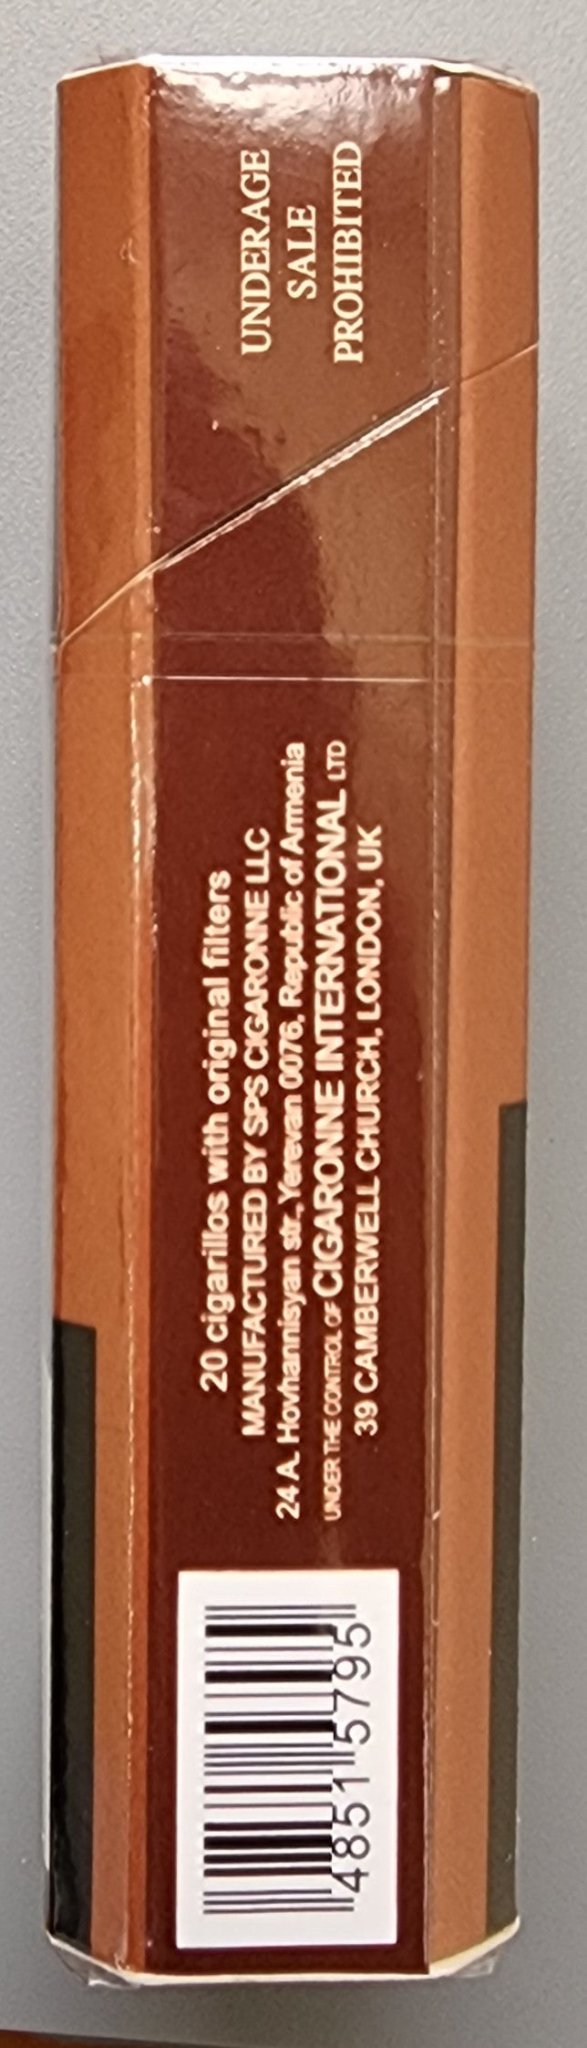 UNDERAGE
SALE
PROHIBITED
20 cigarillos with original filters
MANUFACTURED BY SPS CIGARONNE LLC
24 A. Hovhannisyan str., Yerevan 0076, Republic of Armenia
UNDER THE CONTROL OF CIGARONNE INTERNATIONAL LTD
39 CAMBERWELL CHURCH, LONDON, UK
4851 5795